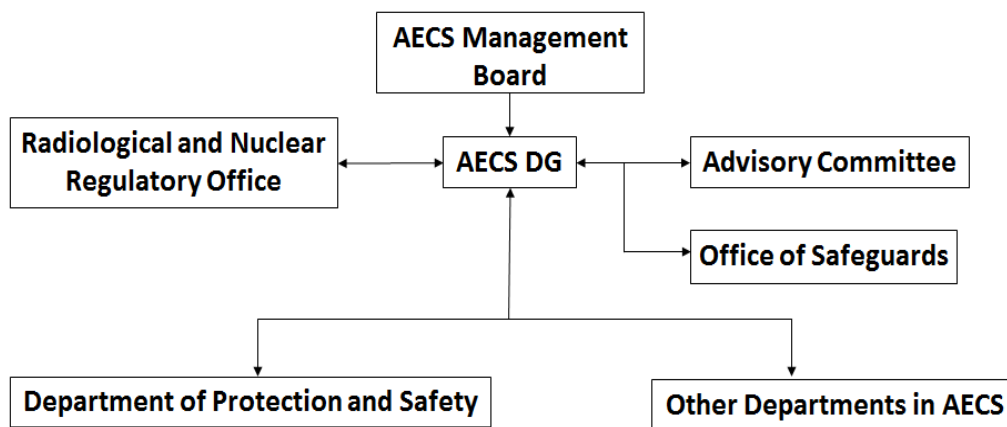 AECS Management
Board
Radiological and Nuclear
Regulatory Office
AECS DG
Advisory Committee
Office of Safeguards
Department of Protection and Safety
Other Departments in AECS